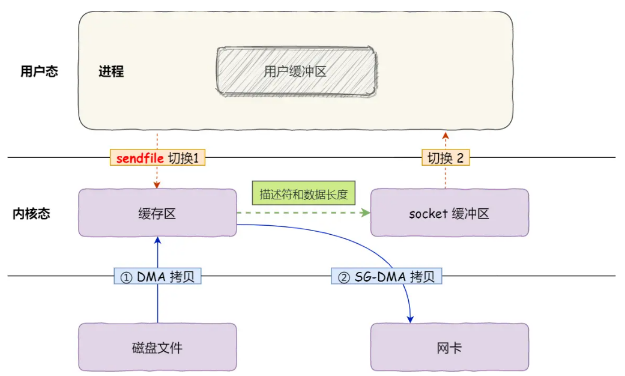 用户态
进程
用户缓冲区
sendfile 切换1
切换 2
描述符和数据长度
内核态
缓存区
socket 缓冲区
① DMA 拷贝
② SG-DMA 拷贝
磁盘文件
网卡